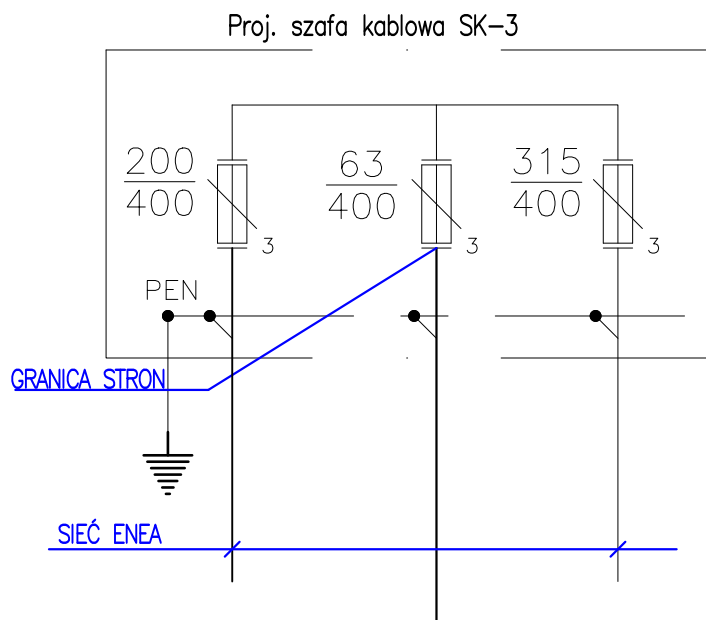 Proj. szafa kablowa SK-3
200
400
63
400
315
400
3
3
3
PEN
GRANICA STRON
SIEĆ ENEA